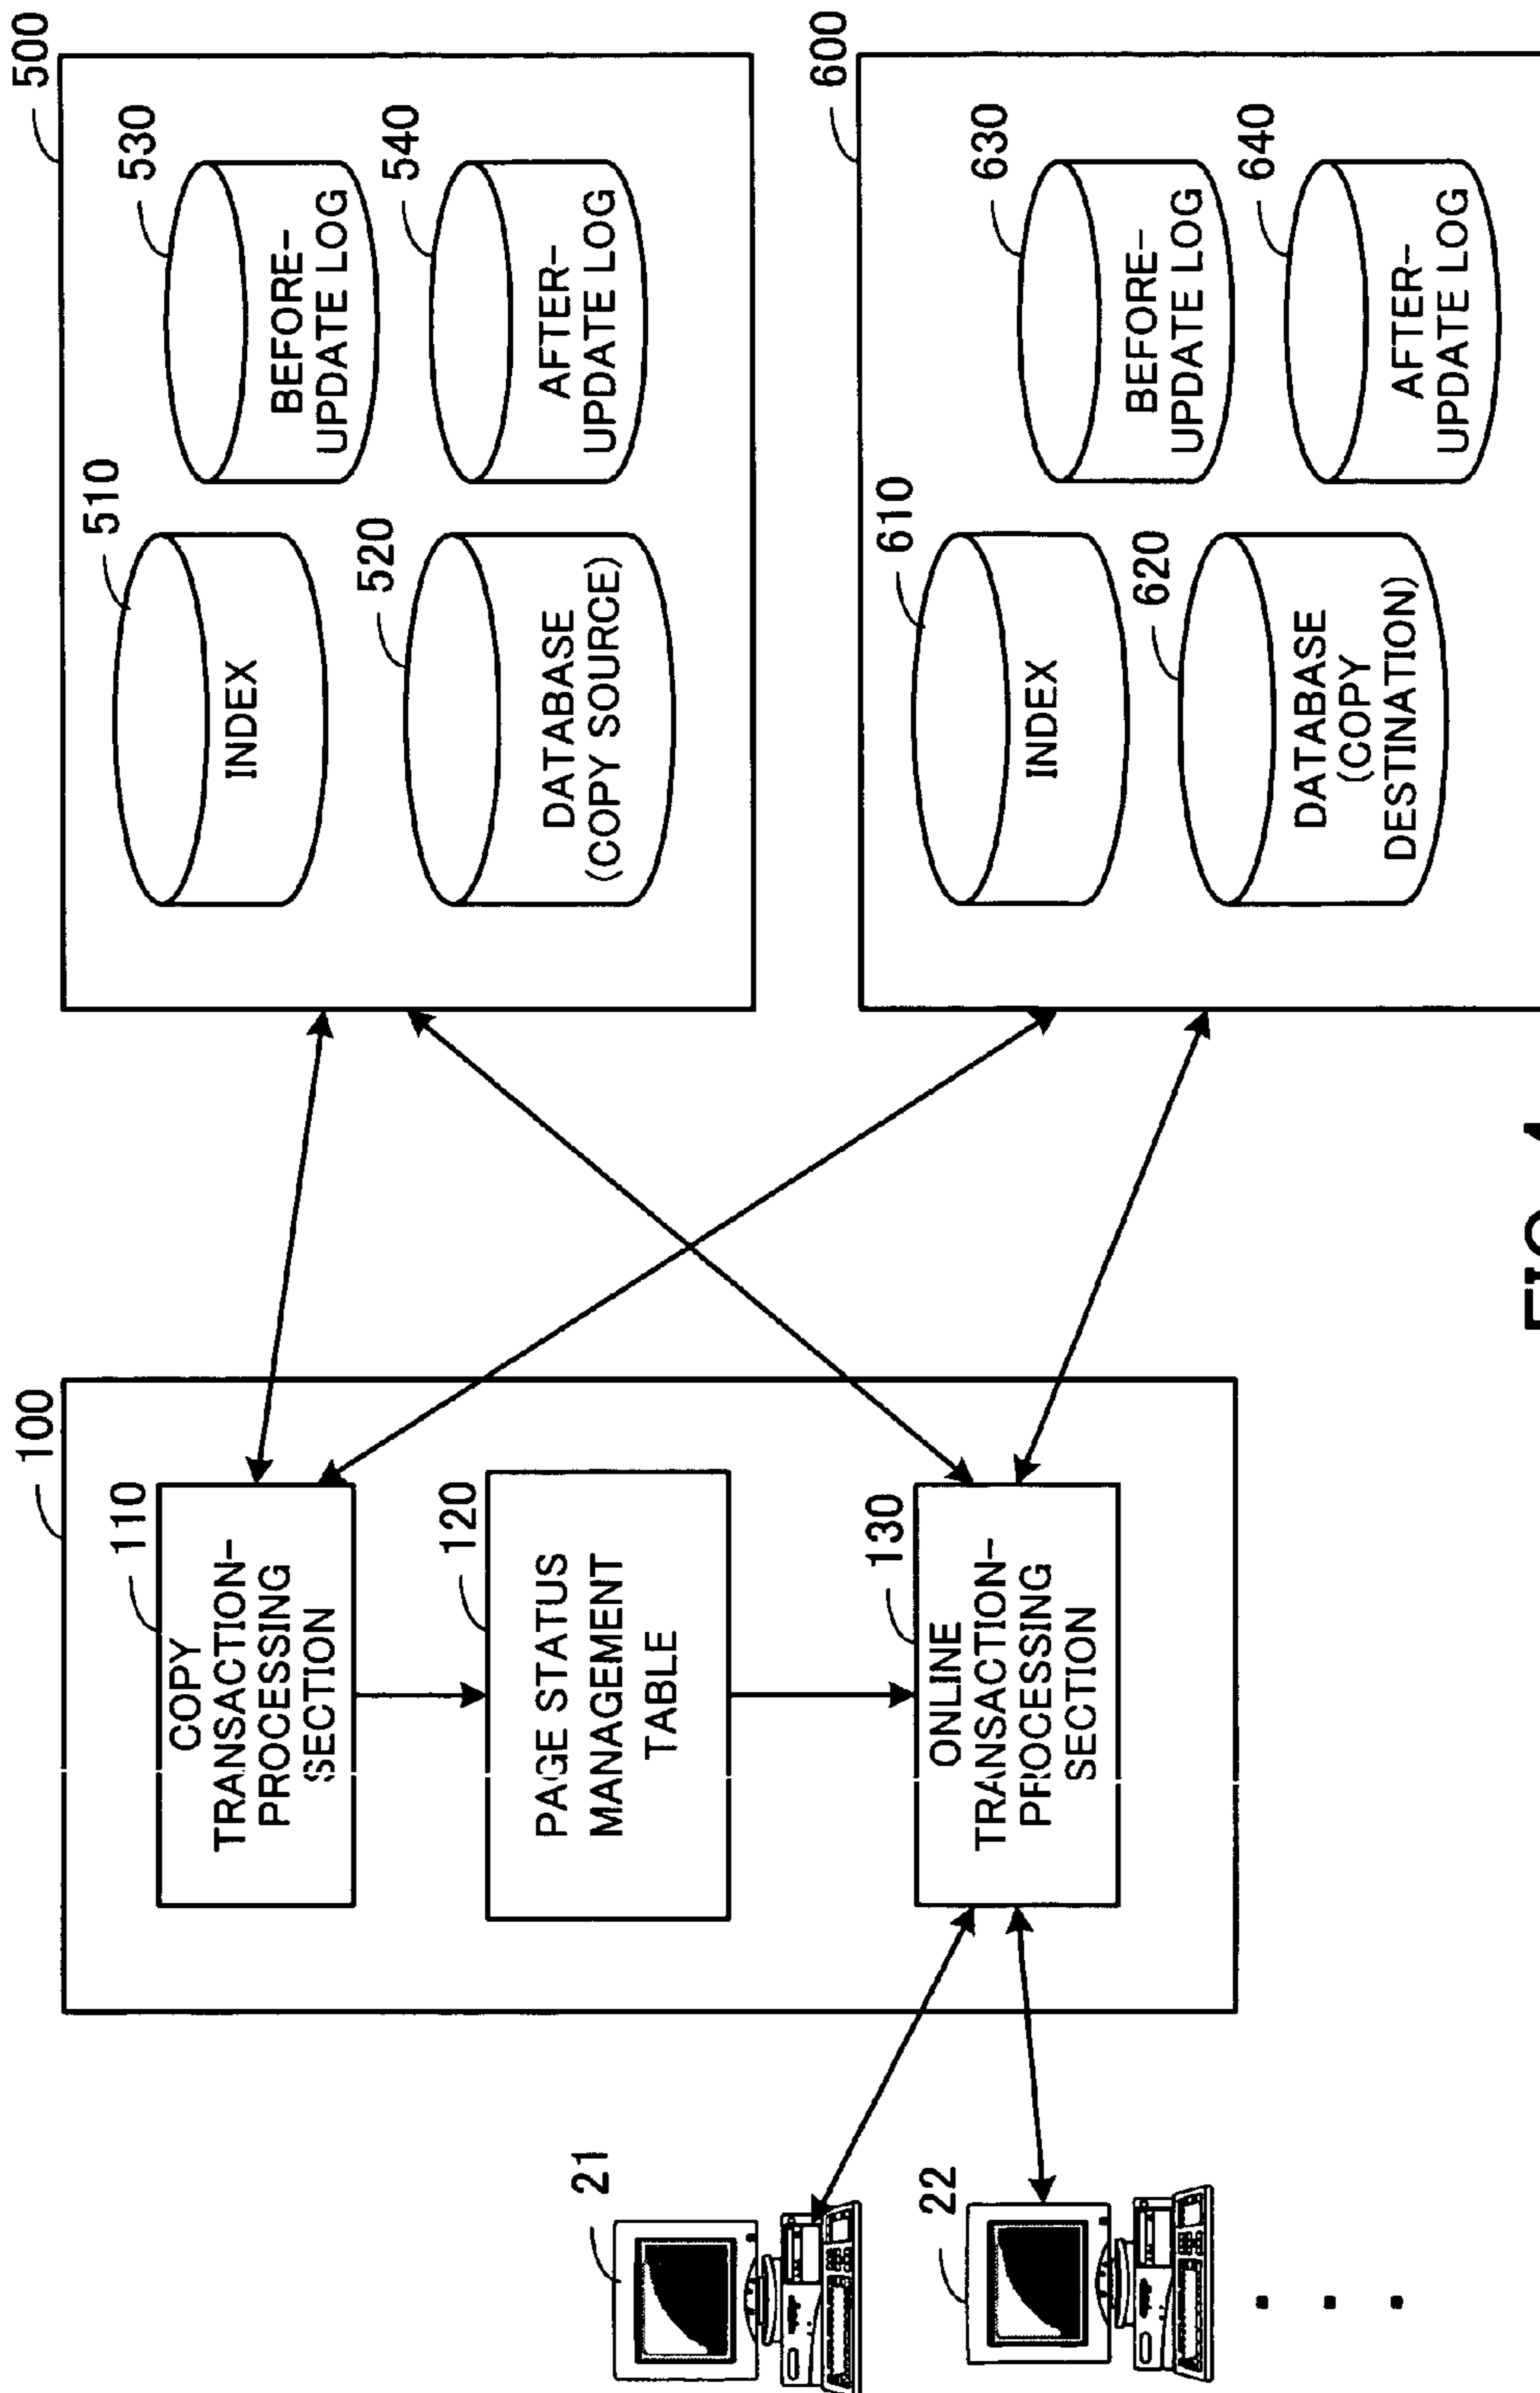 100
110
COPY
TRANSACTION-
PROCESSING
SECTION
120
PAGE STATUS
MANAGEMENT
TABLE
130
ONLINE
TRANSACTION-
PROCESSING
SECTION
21
22
500
510
INDEX
520
DATABASE
(COPY SOURCE)
530
BEFORE-
UPDATE LOG
540
AFTER-
UPDATE LOG
600
610
INDEX
620
DATABASE
(COPY
DESTINATION)
630
BEFORE-
UPDATE LOG
640
AFTER-
UPDATE LOG